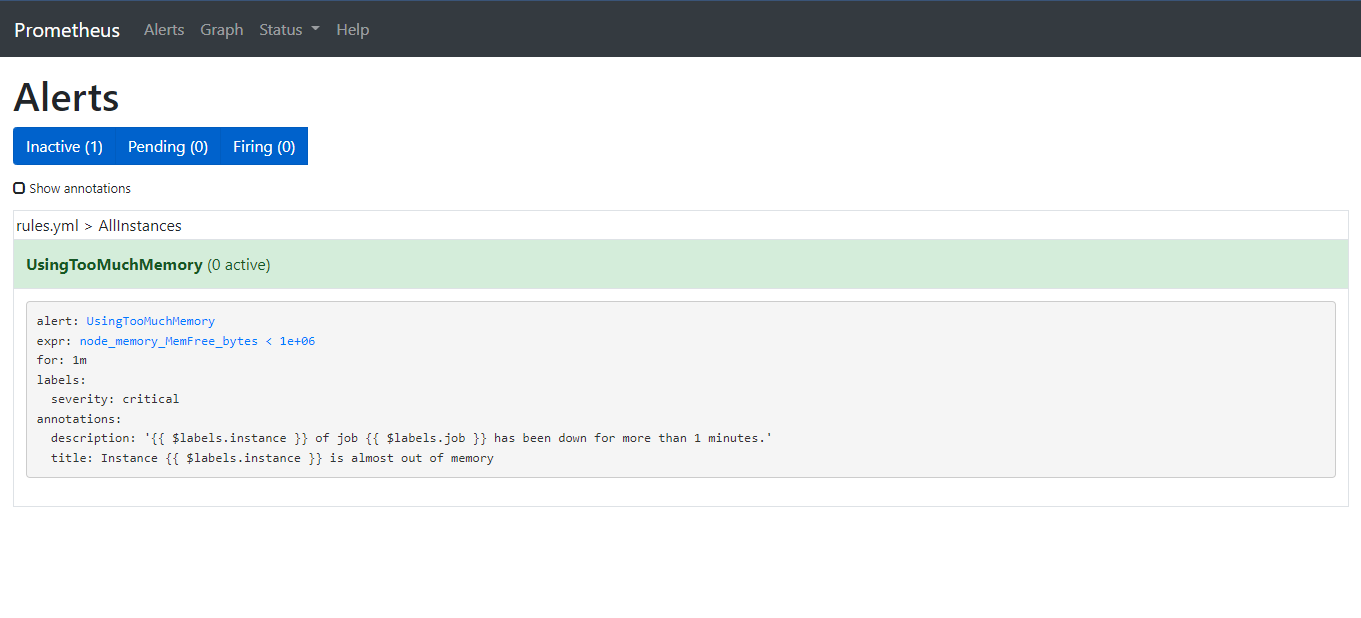 Prometheus Alerts Graph Status Help
Alerts
Inactive (1) Pending (0) Firing (0)
Show annotations
rules.yml > AllInstances
UsingTooMuchMemory (0 active)
alert: UsingTooMuchMemory
expr: node_memory_MemFree_bytes < 1e+06
for: 1m
labels:
  severity: critical
annotations:
  description: '{{ $labels.instance }} of job {{ $labels.job }} has been down for more than 1 minutes.'
  title: Instance {{ $labels.instance }} is almost out of memory